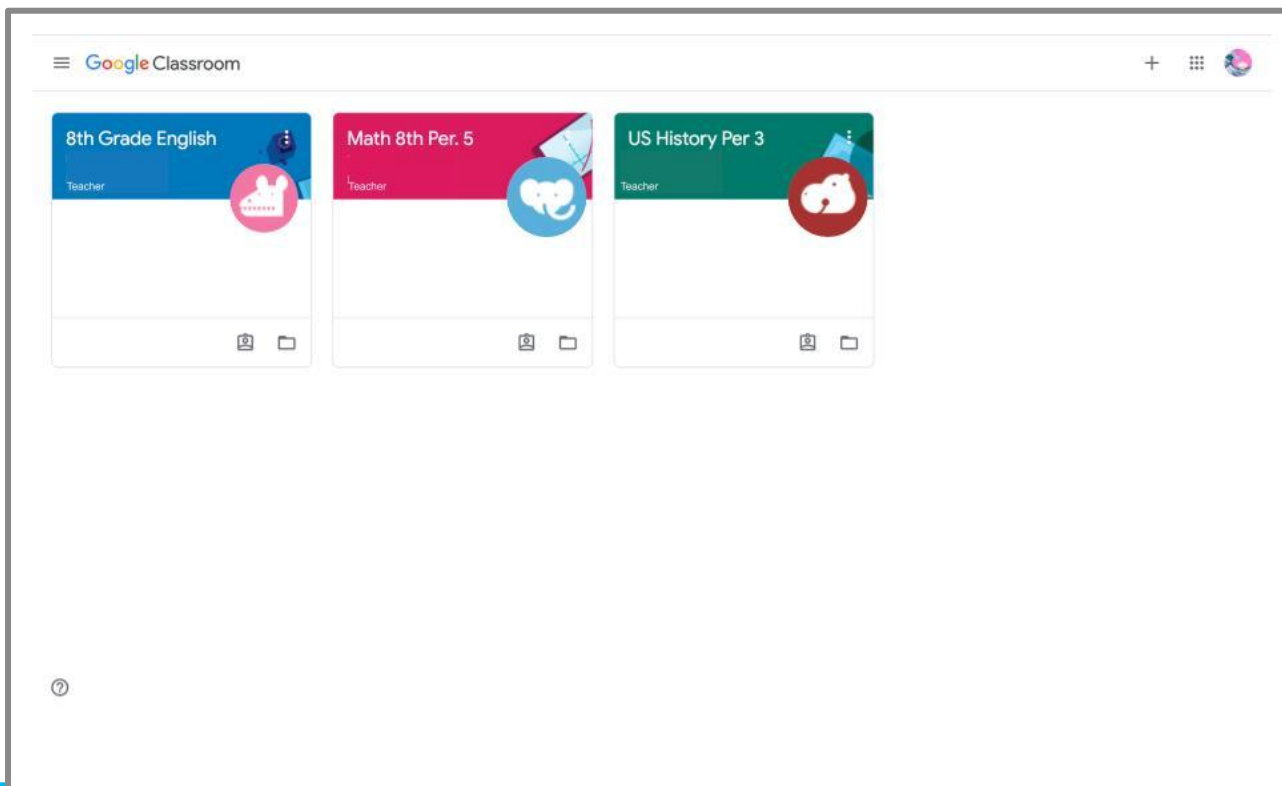 Google Classroom
8th Grade English
Teacher
Math 8th Per. 5
Teacher
US History Per 3
Teacher